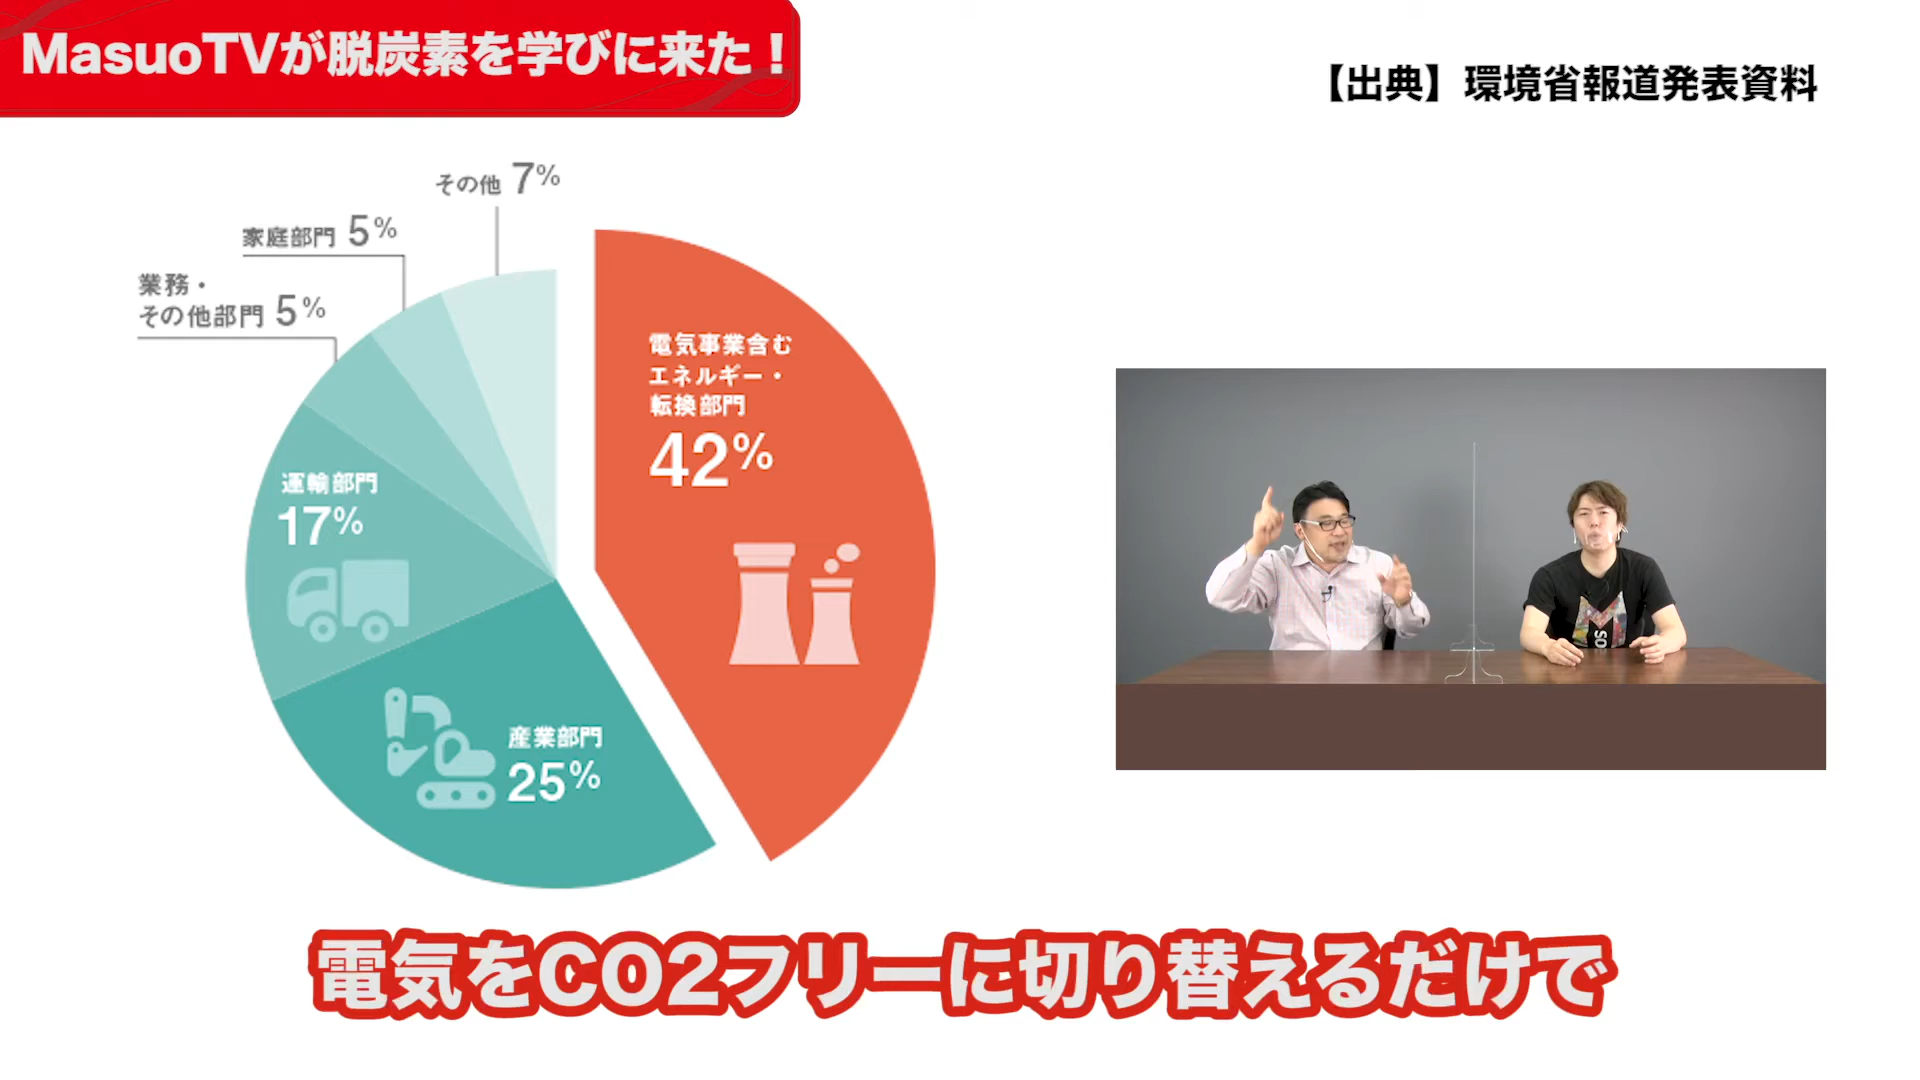 MasuoTVが脱炭素を学びに来た！
【出典】環境省報道発表資料
その他 7%
家庭部門 5%
業務・
その他部門 5%
電気事業含む
エネルギー・
転換部門
42%
運輸部門
17%
産業部門
25%
SO
電気をCO2フリーに切り替えるだけで